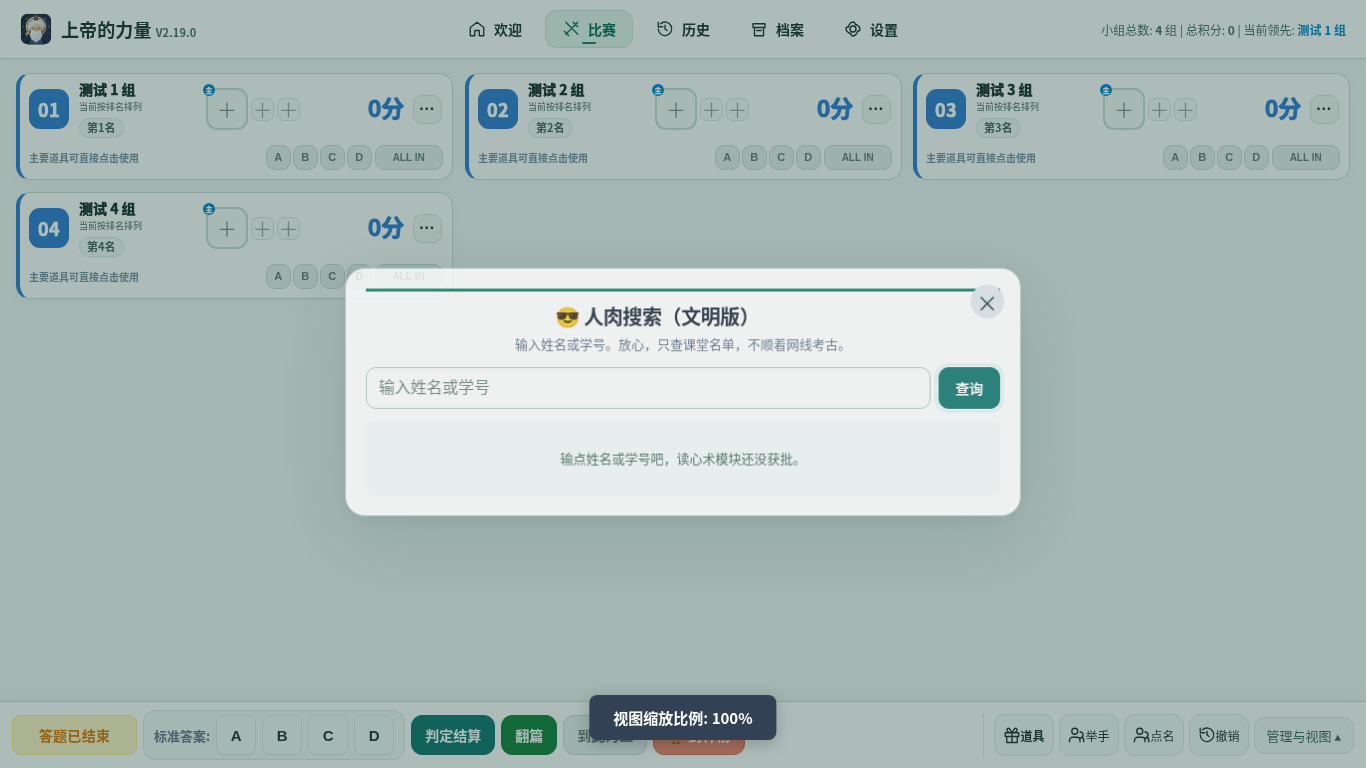 上帝的力量 V2.19.0
欢迎
比赛
历史
档案
设置
小组总数: 4 组 | 总积分: 0 | 当前领先: 测试 1 组
01
测试 1 组
当前按排名排列
第1名
主
0分
主要道具可直接点击使用
A B C D ALL IN
02
测试 2 组
当前按排名排列
第2名
主
0分
主要道具可直接点击使用
A B C D ALL IN
03
测试 3 组
当前按排名排列
第3名
主
0分
主要道具可直接点击使用
A B C D ALL IN
04
测试 4 组
当前按排名排列
第4名
主
0分
主要道具可直接点击使用
A B C D ALL IN
😎 人肉搜索（文明版）
输入姓名或学号。放心，只查课堂名单，不顺着网线考古。
输入姓名或学号
查询
输点姓名或学号吧，读心术模块还没获批。
视图缩放比例: 100%
答题已结束
标准答案: A B C D
判定结算
翻篇
道具
举手
点名
撤销
管理与视图 ▴